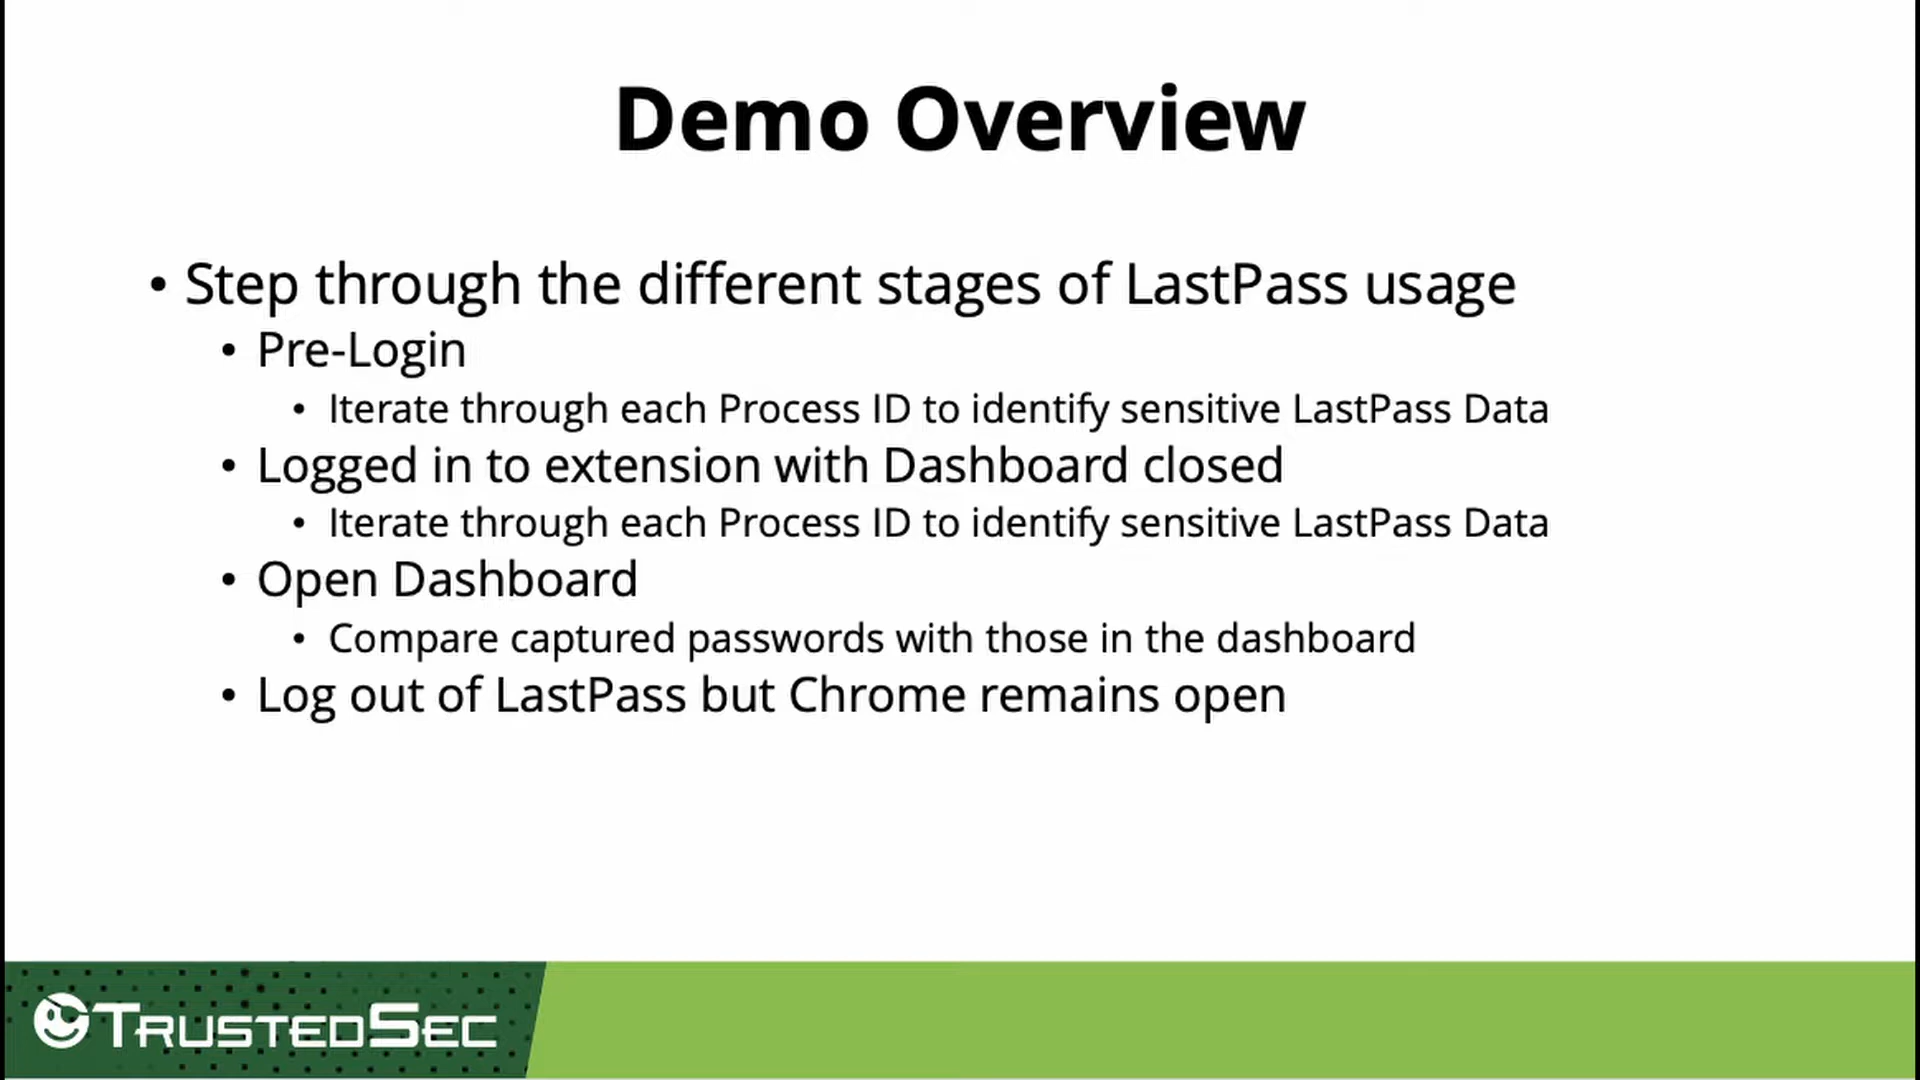 Demo Overview
• Step through the different stages of LastPass usage
• Pre-Login
• Iterate through each Process ID to identify sensitive LastPass Data
• Logged in to extension with Dashboard closed
• Iterate through each Process ID to identify sensitive LastPass Data
• Open Dashboard
• Compare captured passwords with those in the dashboard
• Log out of LastPass but Chrome remains open
TRUSTEDSEC